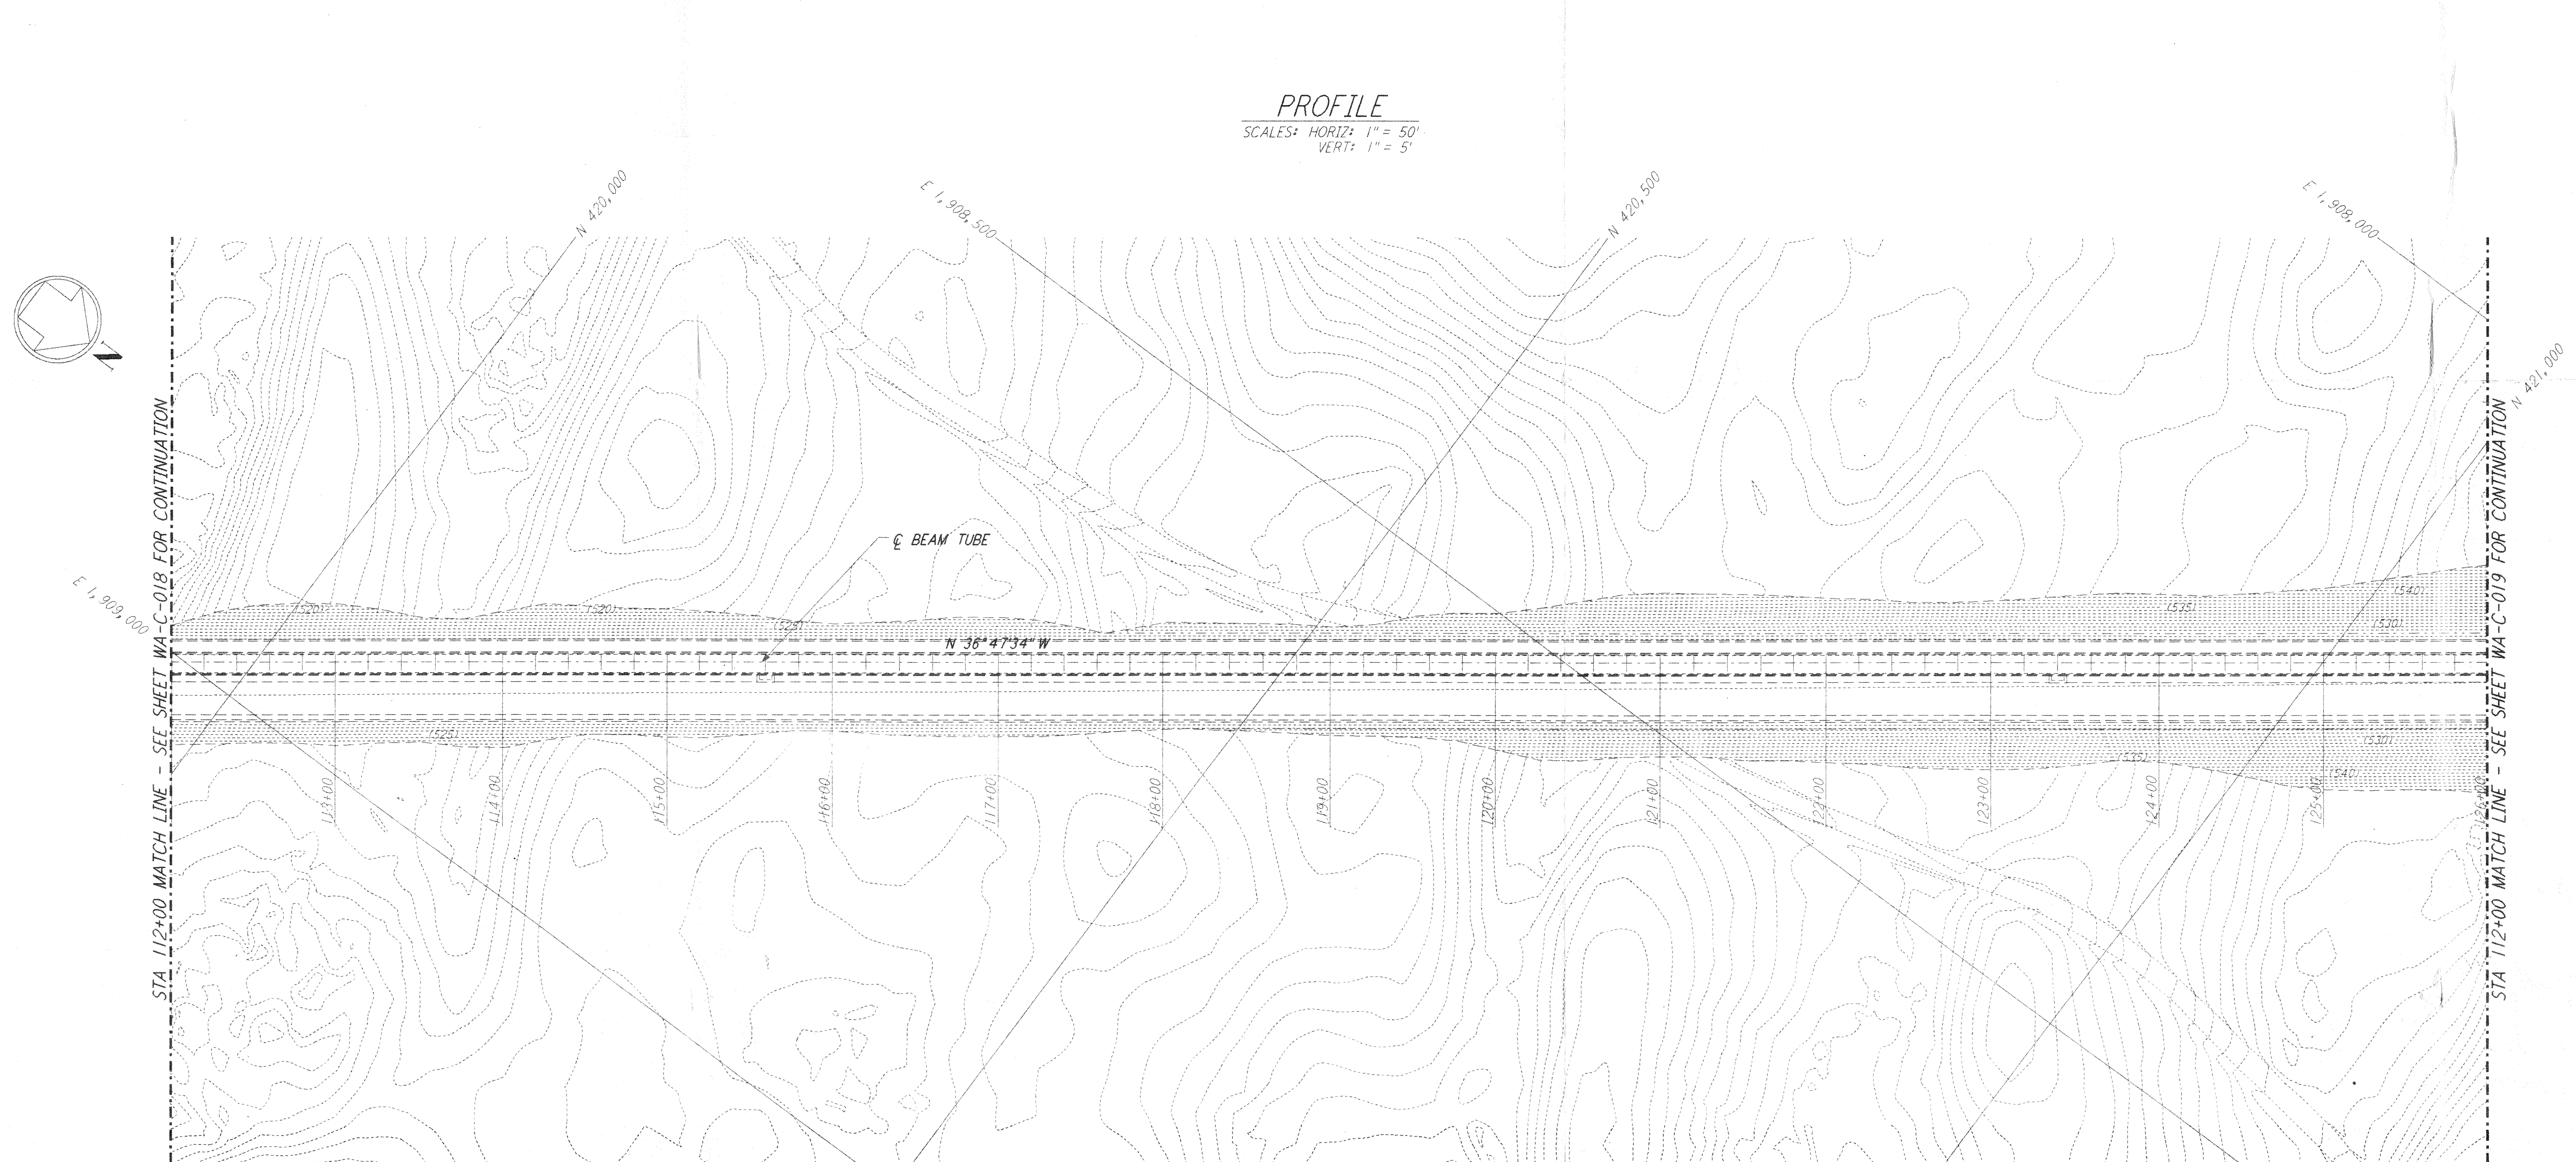 PROFILE
SCALES: HORIZ: 1" = 50'
VERT: 1" = 5'
N 420,000
E 1,908,500
N 420,500
E 1,908,000
N 421,000
N
STA 112+00 MATCH LINE - SEE SHEET WA-C-018 FOR CONTINUATION
E 1,909,000
℄ BEAM TUBE
(520)
(520)
(525)
(535)
(540)
(530)
N 36°47'34" W
(525)
(530)
(535)
(540)
113+00
114+00
115+00
116+00
117+00
118+00
119+00
120+00
121+00
122+00
123+00
124+00
125+00
126+00
STA 112+00 MATCH LINE - SEE SHEET WA-C-019 FOR CONTINUATION